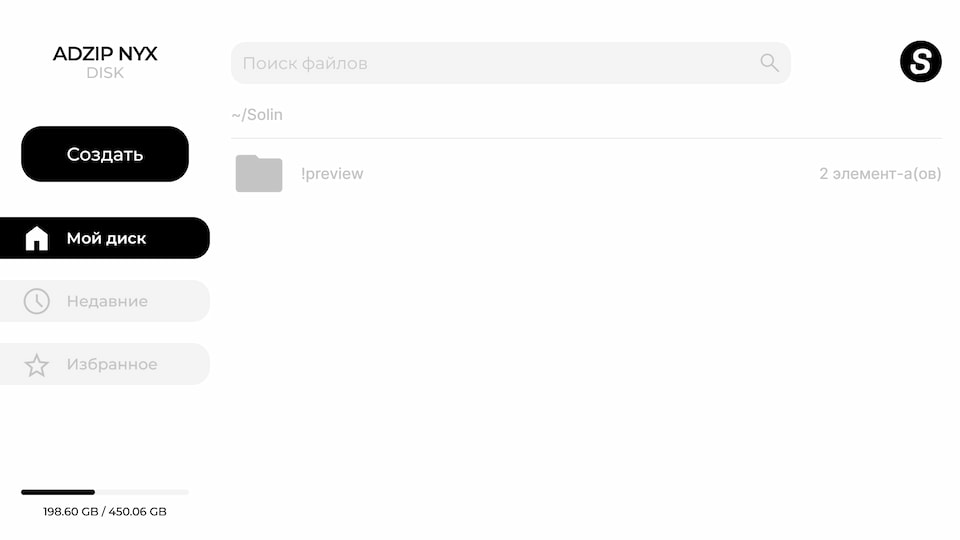 ADZIP NYX
DISK
Создать
Мой диск
Недавние
Избранное
198.60 GB / 450.06 GB
Поиск файлов
S
~/Solin
!preview 2 элемент-а(ов)